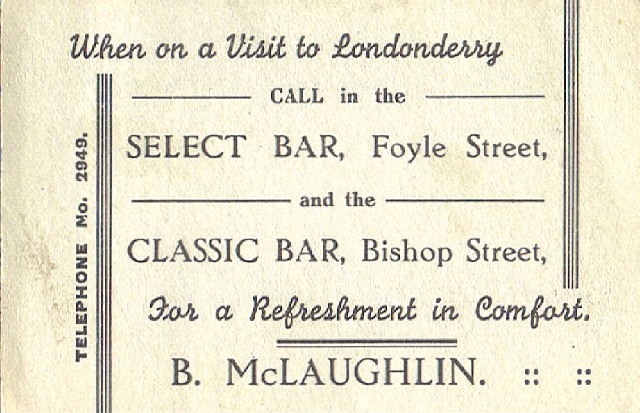 When on a Visit to Londonderry
CALL in the
SELECT BAR, Foyle Street,
and the
CLASSIC BAR, Bishop Street,
For a Refreshment in Comfort.
B. McLAUGHLIN. :: ::
TELEPHONE No. 2949.